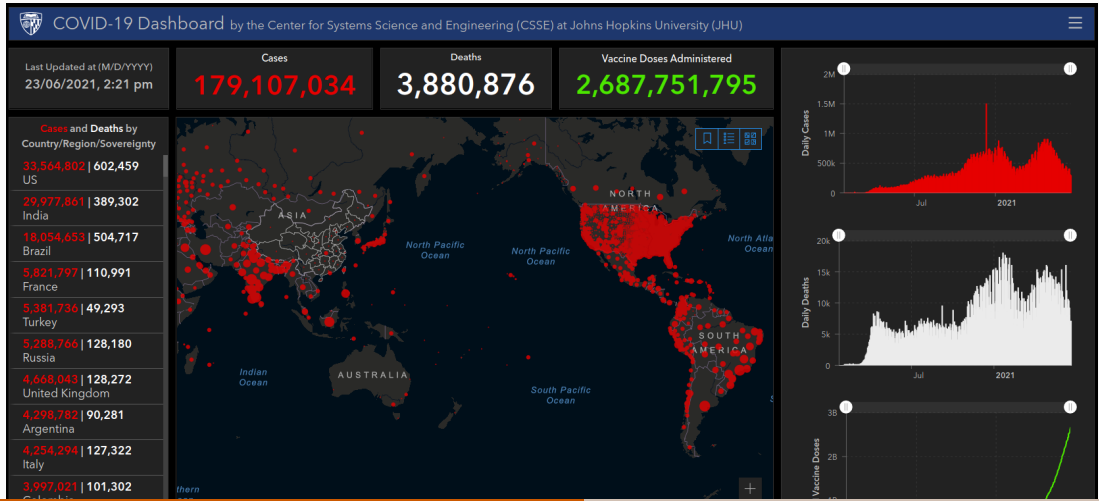 COVID-19 Dashboard by the Center for Systems Science and Engineering (CSSE) at Johns Hopkins University (JHU)
Last Updated at (M/D/YYYY)
23/06/2021, 2:21 pm
Cases
179,107,034
Deaths
3,880,876
Vaccine Doses Administered
2,687,751,795
Cases and Deaths by
Country/Region/Sovereignty
33,564,802 | 602,459
US
29,977,861 | 389,302
India
18,054,653 | 504,717
Brazil
5,821,797 | 110,991
France
5,381,736 | 49,293
Turkey
5,288,766 | 128,180
Russia
4,668,043 | 128,272
United Kingdom
4,298,782 | 90,281
Argentina
4,254,294 | 127,322
Italy
3,997,021 | 101,302
ASIA
NORTH
AMERICA
North Pacific
Ocean
North Pacific
Ocean
North Atla
Ocean
SOUTH
AMERICA
Indian
Ocean
AUSTRALIA
South Pacific
Ocean
thern
Daily Cases
2M
1.5M
1M
500k
0
Jul
2021
Daily Deaths
20k
15k
10k
5k
0
Jul
2021
Vaccine Doses
3B
2B